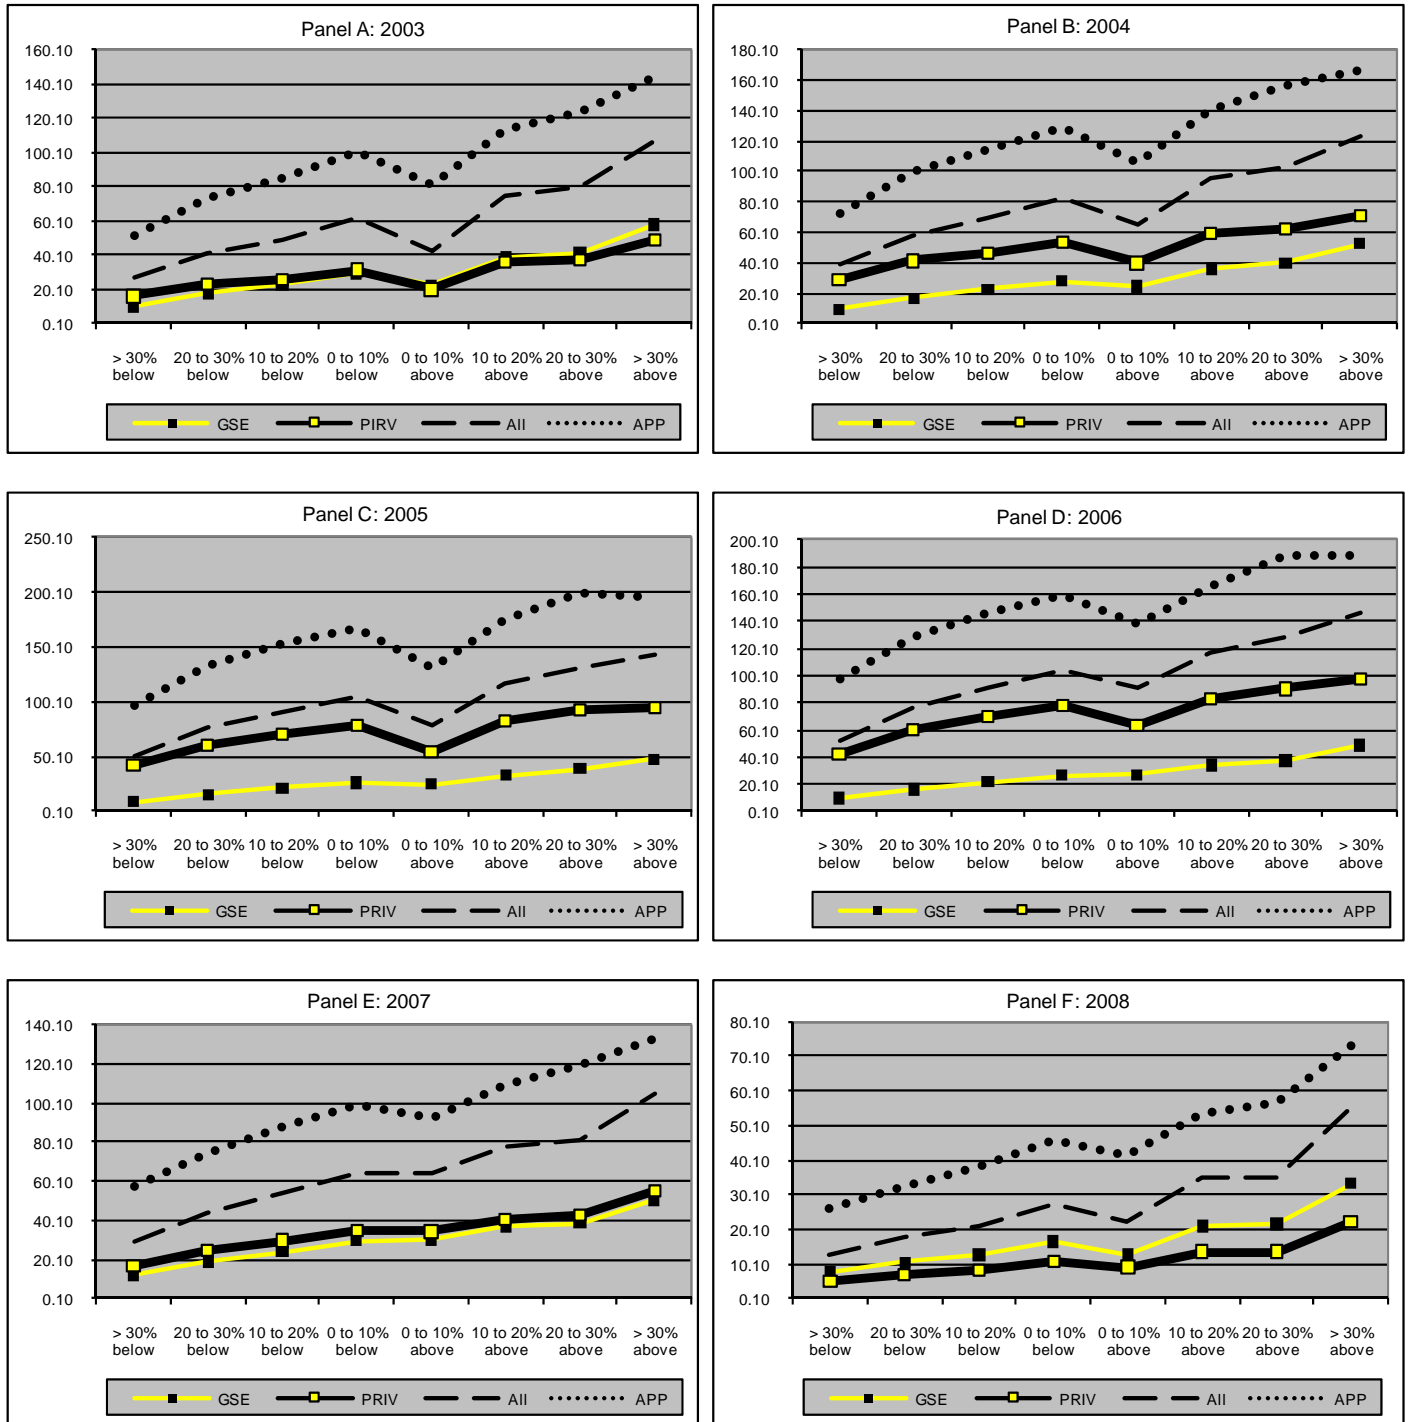 Panel A: 2003
160.10
140.10
120.10
100.10
80.10
60.10
40.10
20.10
0.10
> 30% 20 to 30% 10 to 20% 0 to 10% 0 to 10% 10 to 20% 20 to 30% > 30%
below below below below above above above above
GSE PIRV All APP
Panel B: 2004
180.10
160.10
140.10
120.10
100.10
80.10
60.10
40.10
20.10
0.10
> 30% 20 to 30% 10 to 20% 0 to 10% 0 to 10% 10 to 20% 20 to 30% > 30%
below below below below above above above above
GSE PRIV All APP
Panel C: 2005
250.10
200.10
150.10
100.10
50.10
0.10
> 30% 20 to 30% 10 to 20% 0 to 10% 0 to 10% 10 to 20% 20 to 30% > 30%
below below below below above above above above
GSE PRIV All APP
Panel D: 2006
200.10
180.10
160.10
140.10
120.10
100.10
80.10
60.10
40.10
20.10
0.10
> 30% 20 to 30% 10 to 20% 0 to 10% 0 to 10% 10 to 20% 20 to 30% > 30%
below below below below above above above above
GSE PRIV All APP
Panel E: 2007
140.10
120.10
100.10
80.10
60.10
40.10
20.10
0.10
> 30% 20 to 30% 10 to 20% 0 to 10% 0 to 10% 10 to 20% 20 to 30% > 30%
below below below below above above above above
GSE PRIV All APP
Panel F: 2008
80.10
70.10
60.10
50.10
40.10
30.10
20.10
10.10
0.10
> 30% 20 to 30% 10 to 20% 0 to 10% 0 to 10% 10 to 20% 20 to 30% > 30%
below below below below above above above above
GSE PRIV All APP